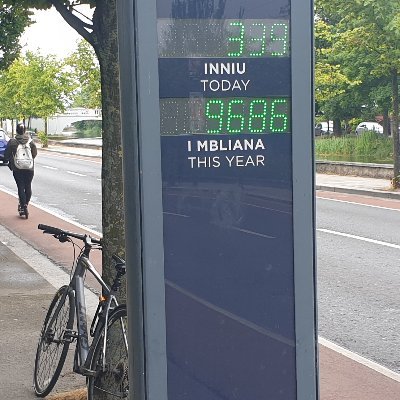 339
INNIU
TODAY
9686
I MBLIANA
THIS YEAR